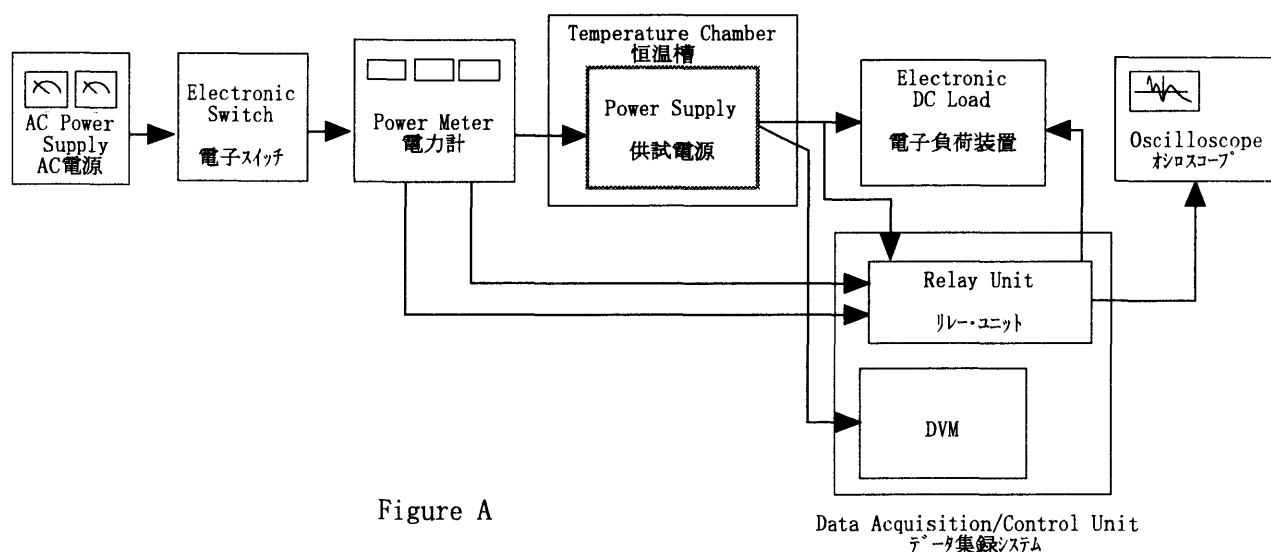 AC Power
Supply
AC電源
Electronic
Switch
電子スイッチ
Power Meter
電力計
Temperature Chamber
恒温槽
Power Supply
供試電源
Electronic
DC Load
電子負荷装置
Oscilloscope
オシロスコープ
Relay Unit
リレー・ユニット
DVM
Data Acquisition/Control Unit
データ集録システム
Figure A